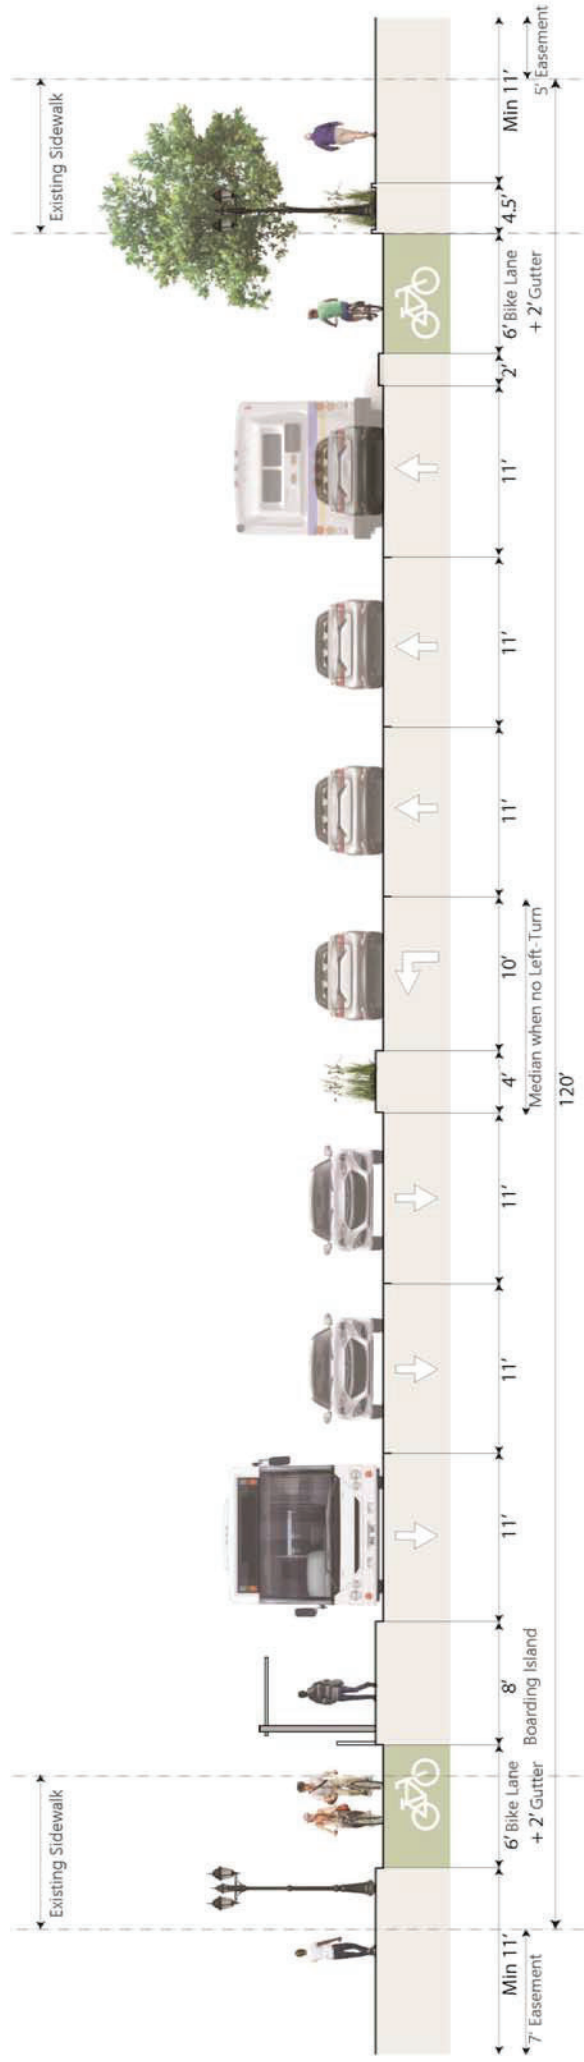 Existing Sidewalk
Existing Sidewalk
Min 11'
6' Bike Lane
+ 2' Gutter
8'
Boarding Island
11'
11'
11'
4'
10'
11'
11'
11'
2'
6' Bike Lane
+ 2' Gutter
4.5'
Min 11'
7' Easement
Median when no Left-Turn
5' Easement
120'